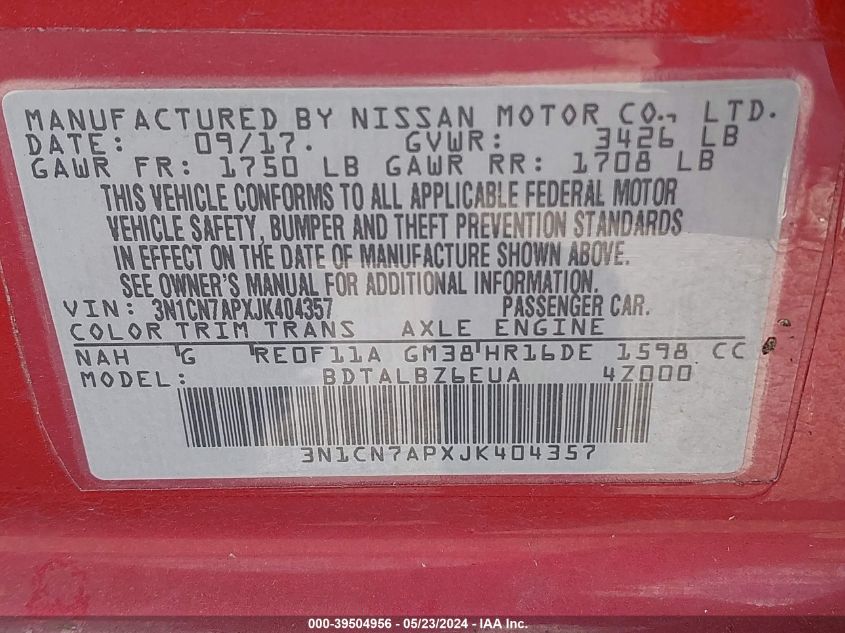 MANUFACTURED BY NISSAN MOTOR CO., LTD.
DATE: 09/17. GVWR: 3426 LB
GAWR FR: 1750 LB GAWR RR: 1708 LB
THIS VEHICLE CONFORMS TO ALL APPLICABLE FEDERAL MOTOR
VEHICLE SAFETY, BUMPER AND THEFT PREVENTION STANDARDS
IN EFFECT ON THE DATE OF MANUFACTURE SHOWN ABOVE.
SEE OWNER'S MANUAL FOR ADDITIONAL INFORMATION.
VIN: 3N1CN7APXJK404357 PASSENGER CAR.
COLOR TRIM TRANS AXLE ENGINE
NAH G RE0F11A GM38 HR16DE 1598 CC
MODEL: BDTALBZ6EUA 4Z000
3N1CN7APXJK404357
000-39504956 / 05/23/2024 - IAA Inc.